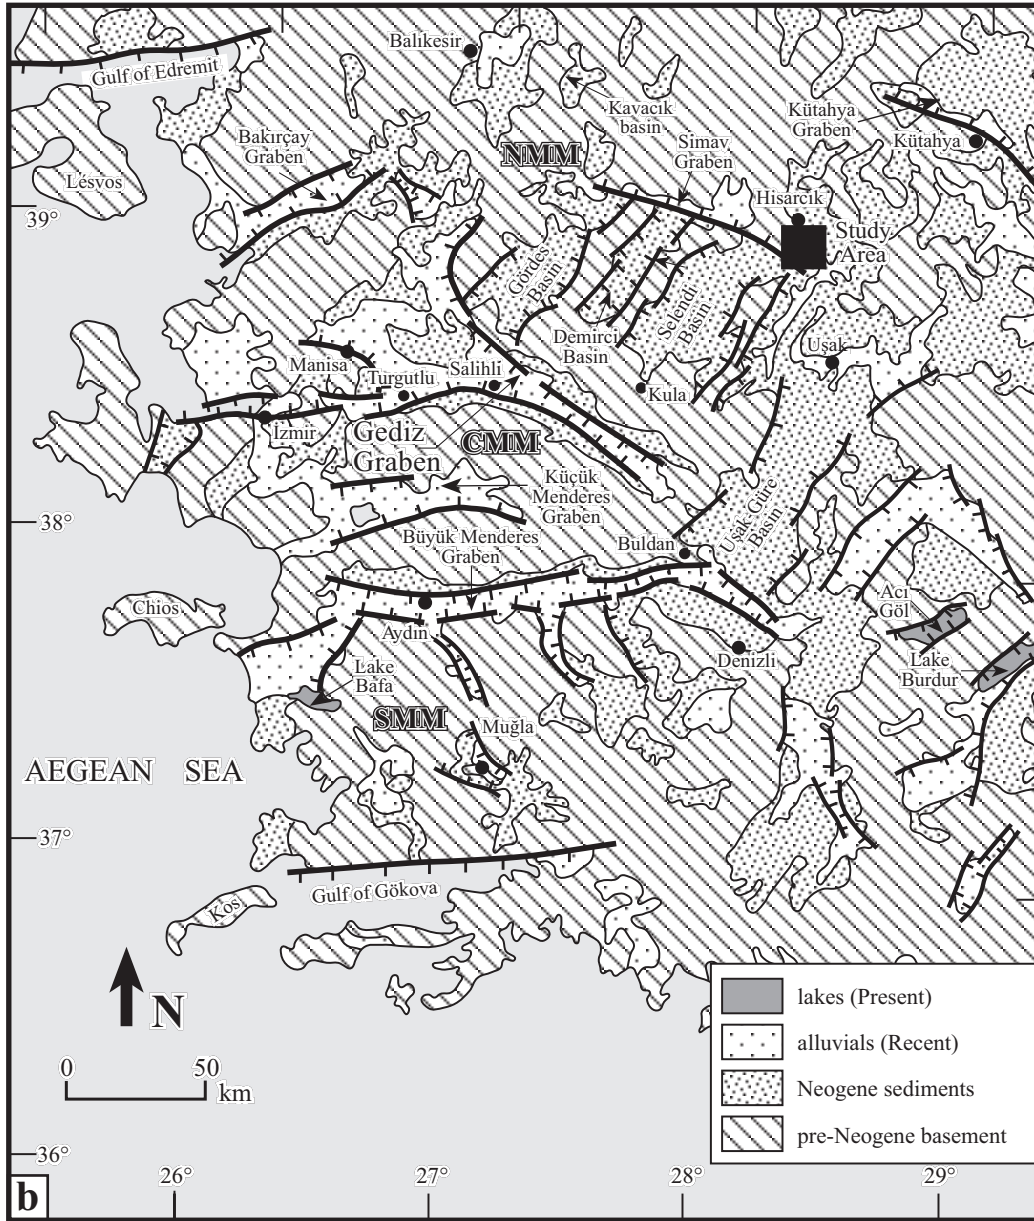 Balıkesir
Gulf of Edremit
Kavacık
basin
Kütahya
Graben
Kütahya
Bakırçay
Graben
NMM
Simav
Graben
Lésvos
Hisarcık
39°
Study
Area
Gördes
Basin
Demirci
Basin
Selendi
Basin
Uşak
Manisa
Turgutlu
Salihli
Kula
İzmir
Gediz
Graben
CMM
Küçük
Menderes
Graben
38°
Uşak-Güre
Basin
Büyük Menderes
Graben
Buldan
Chios
Acı
Göl
Aydın
Denizli
Lake
Burdur
Lake
Bafa
SMM
Muğla
AEGEAN SEA
37°
Gulf of Gökova
Kos
N
lakes (Present)
alluvials (Recent)
Neogene sediments
pre-Neogene basement
0 50
km
36°
26° 27° 28° 29°
b